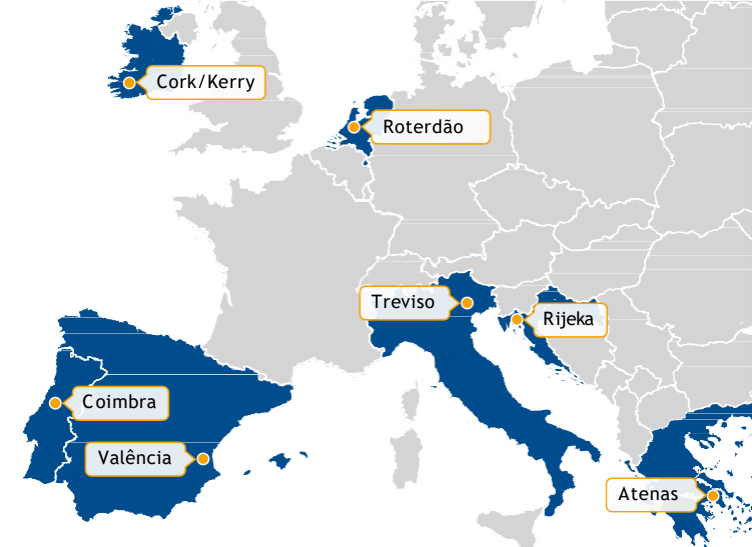 Cork/Kerry
Roterdão
Treviso
Rijeka
Coimbra
Valência
Atenas